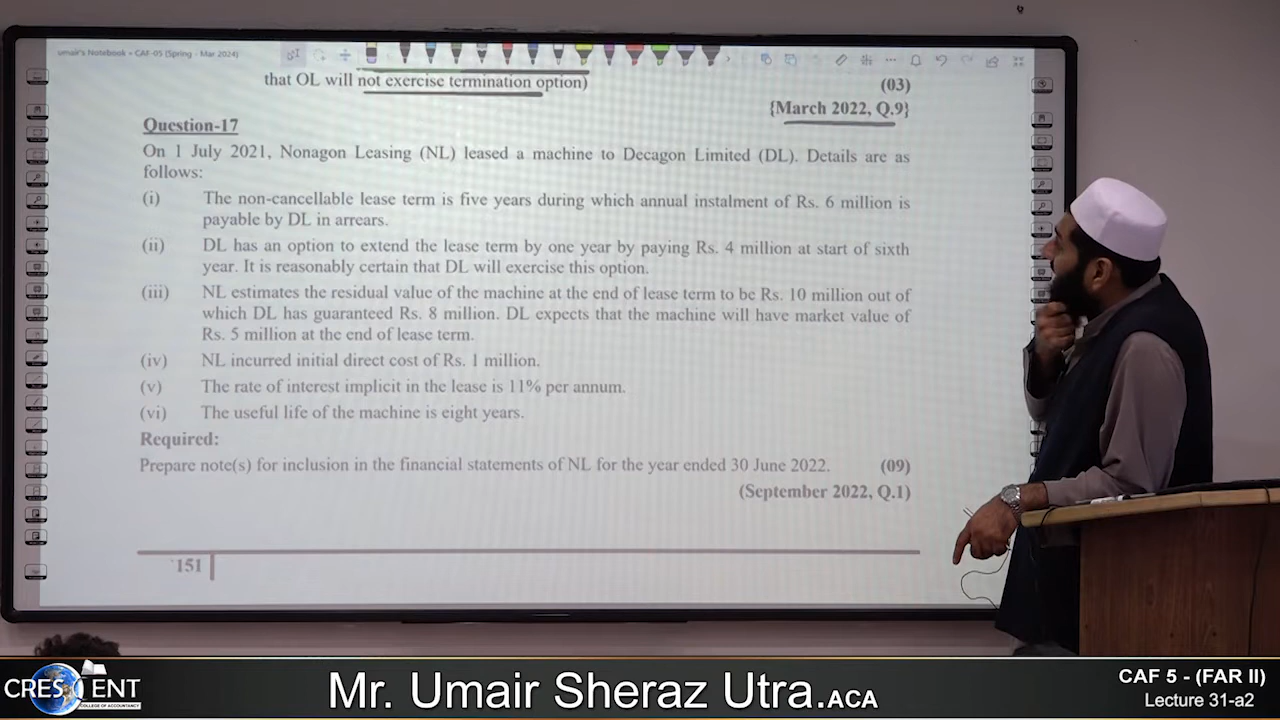 umair's Notebook - CAF-05 (Spring - Mar 2024)
that OL will not exercise termination option)
(03)
{March 2022, Q.9}
Question-17
On 1 July 2021, Nonagon Leasing (NL) leased a machine to Decagon Limited (DL). Details are as
follows:
(i) The non-cancellable lease term is five years during which annual instalment of Rs. 6 million is
payable by DL in arrears.
(ii) DL has an option to extend the lease term by one year by paying Rs. 4 million at start of sixth
year. It is reasonably certain that DL will exercise this option.
(iii) NL estimates the residual value of the machine at the end of lease term to be Rs. 10 million out of
which DL has guaranteed Rs. 8 million. DL expects that the machine will have market value of
Rs. 5 million at the end of lease term.
(iv) NL incurred initial direct cost of Rs. 1 million.
(v) The rate of interest implicit in the lease is 11% per annum.
(vi) The useful life of the machine is eight years.
Required:
Prepare note(s) for inclusion in the financial statements of NL for the year ended 30 June 2022. (09)
(September 2022, Q.1)
151
CRESCENT
COLLEGE OF ACCOUNTANCY
Mr. Umair Sheraz Utra.ACA
CAF 5 - (FAR II)
Lecture 31-a2